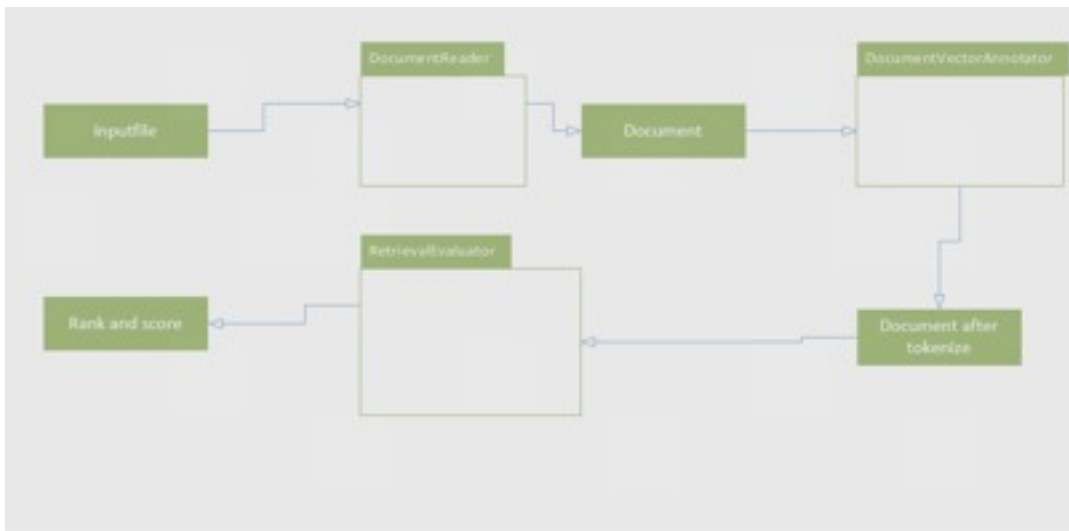 DocumentReader
DocumentVectorAnnotator
Inputfile
Document
RetrievalEvaluator
Rank and score
Document after
tokenize